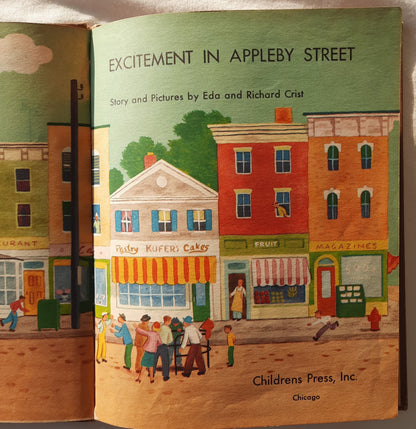 EXCITEMENT IN APPLEBY STREET
Story and Pictures by Eda and Richard Crist
Pastry KUFER'S Cakes
FRUIT
MAGAZINES
URANT
Childrens Press, Inc.
Chicago